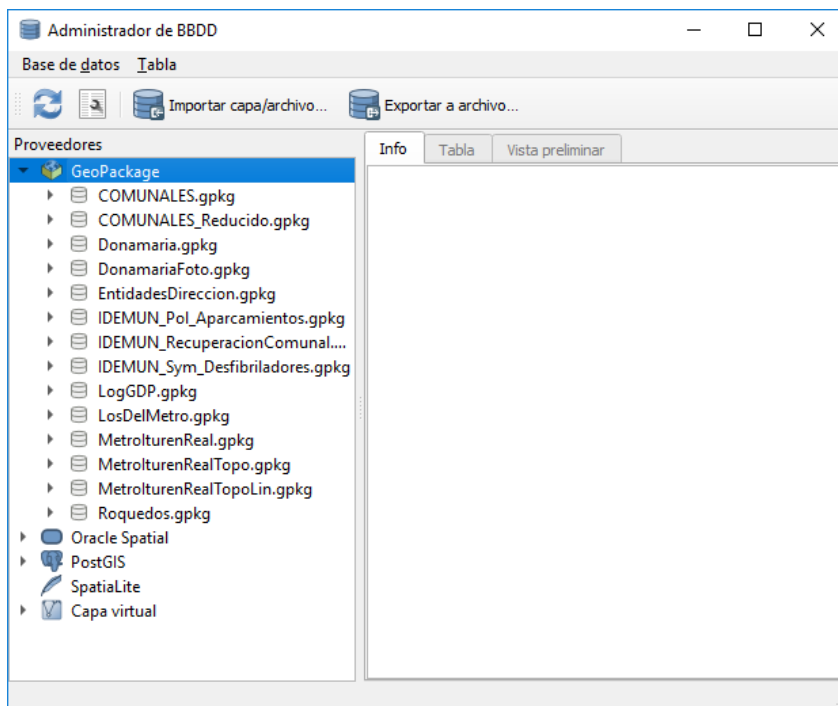 Administrador de BBDD
Base de datos Tabla
Importar capa/archivo... Exportar a archivo...
Proveedores
Info Tabla Vista preliminar
GeoPackage
COMUNALES.gpkg
COMUNALES_Reducido.gpkg
Donamaria.gpkg
DonamariaFoto.gpkg
EntidadesDireccion.gpkg
IDEMUN_Pol_Aparcamientos.gpkg
IDEMUN_RecuperacionComunal....
IDEMUN_Sym_Desfibriladores.gpkg
LogGDP.gpkg
LosDelMetro.gpkg
MetroIturenReal.gpkg
MetroIturenRealTopo.gpkg
MetroIturenRealTopoLin.gpkg
Roquedos.gpkg
Oracle Spatial
PostGIS
SpatiaLite
Capa virtual